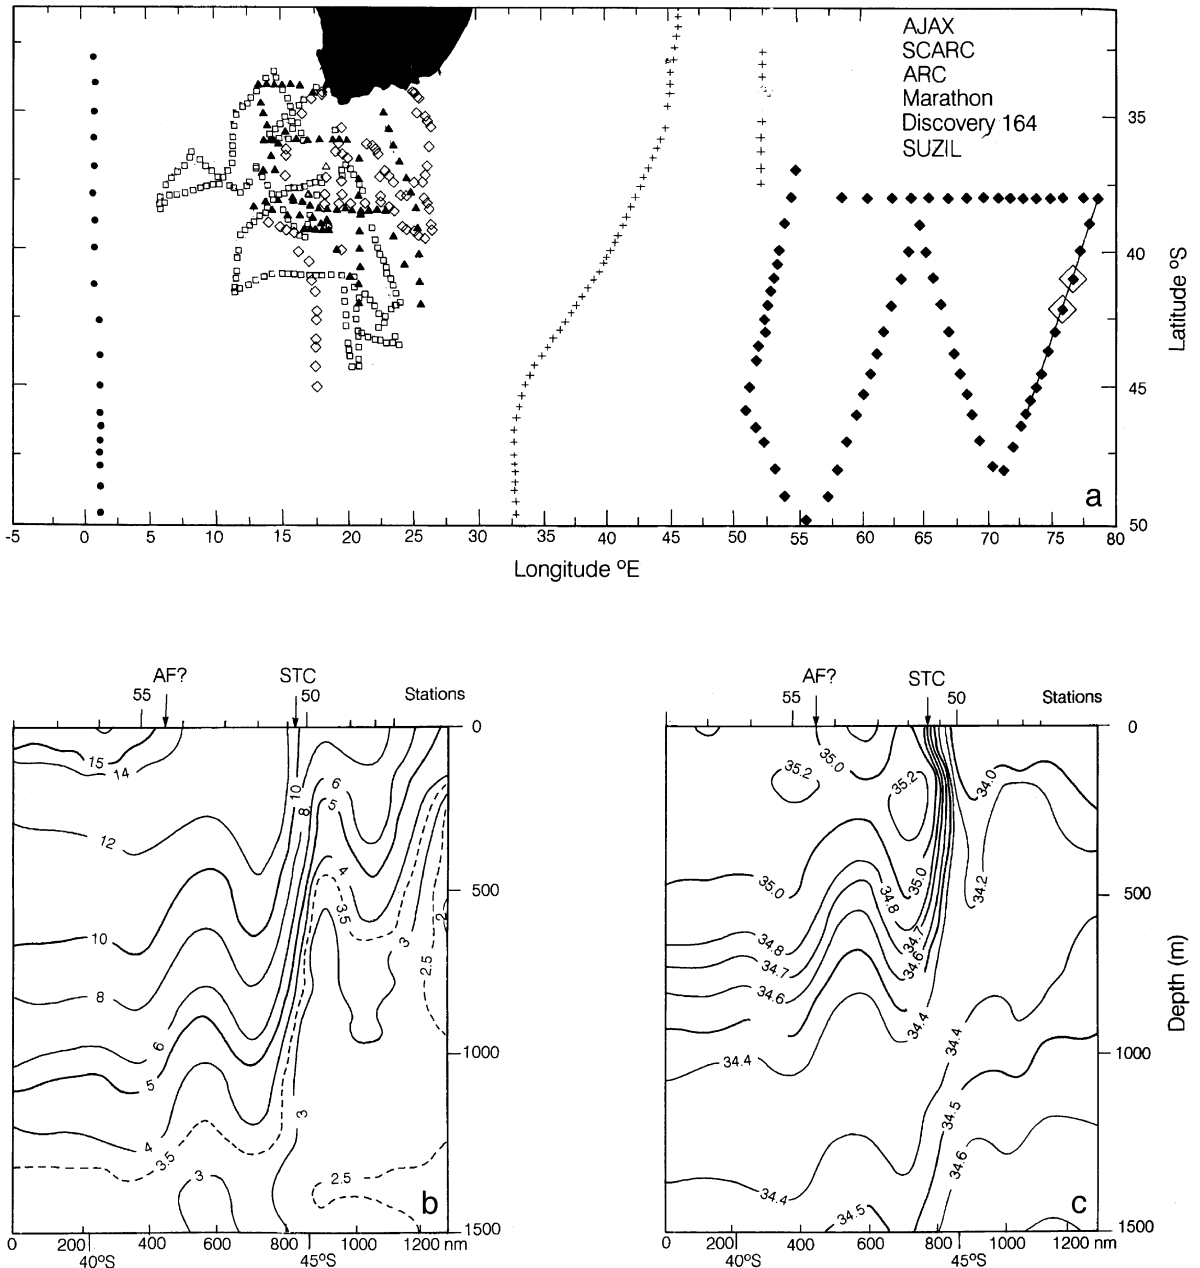 AJAX
SCARC
ARC
Marathon
Discovery 164
SUZIL
35
40
45
50
Latitude °S
a
-5 0 5 10 15 20 25 30 35 40 45 50 55 60 65 70 75 80
Longitude °E
AF? STC
55 50 Stations
0
500
1000
1500
15
14
12
10
8
6
5
4
3.5
3
10
8
6
5
4
3.5
3
2
2.5
3
2.5
b
0 200 400 600 800 1000 1200 nm
40°S 45°S
AF? STC
55 50 Stations
0
500
1000
1500
Depth (m)
35.2
35.0
35.2
34.0
35.0
34.8
35.0
34.2
34.8
34.7
34.6
34.7
34.6
34.4
34.4
34.4
34.5
34.6
34.4
34.5
c
0 200 400 600 800 1000 1200 nm
40°S 45°S